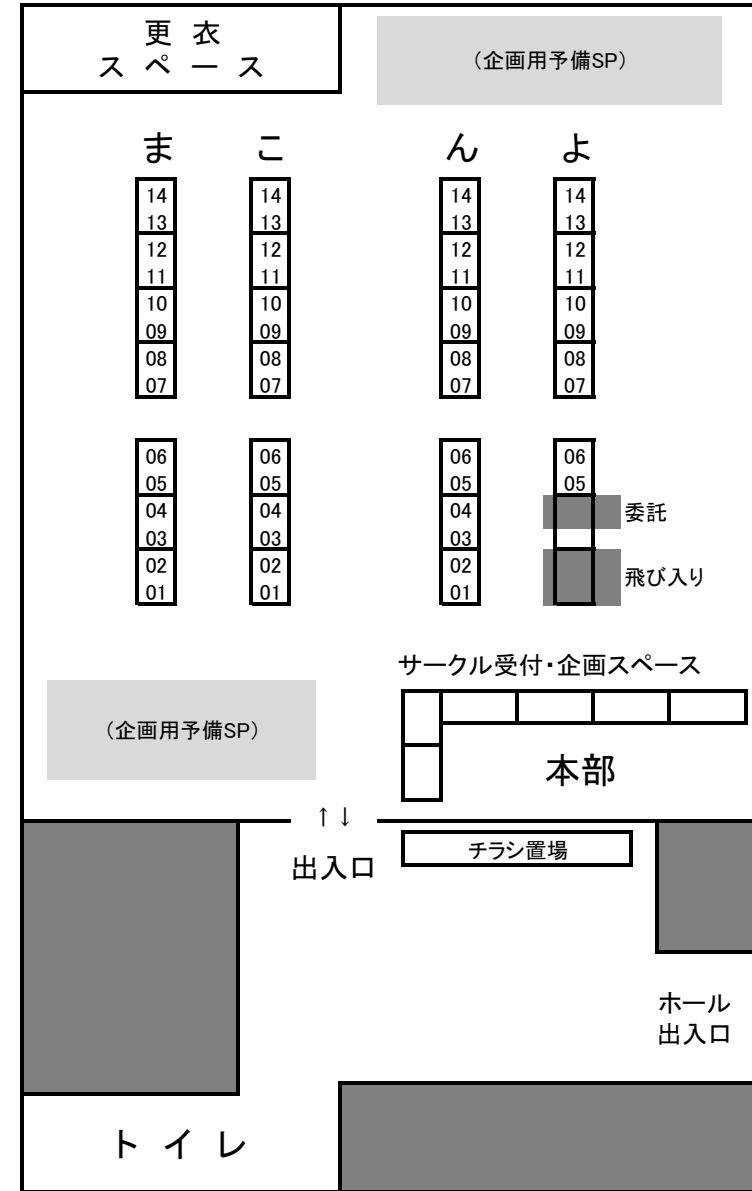 更衣
スペース
（企画用予備SP）
ま こ ん よ
14 14 14 14
13 13 13 13
12 12 12 12
11 11 11 11
10 10 10 10
09 09 09 09
08 08 08 08
07 07 07 07
06 06 06 06
05 05 05 05
04 04 04 委託
03 03 03
02 02 02 飛び入り
01 01 01
サークル受付・企画スペース
（企画用予備SP）
本部
↑↓
出入口
チラシ置場
ホール
出入口
トイレ